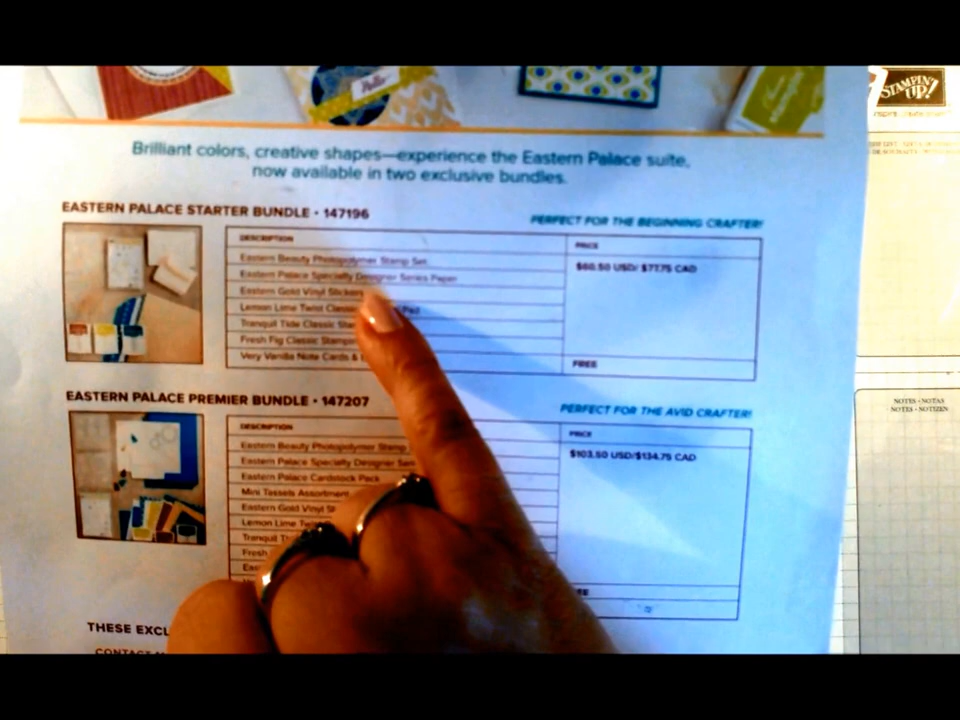 STAMPIN' UP!
Brilliant colors, creative shapes—experience the Eastern Palace suite,
now available in two exclusive bundles.
EASTERN PALACE STARTER BUNDLE • 147196
PERFECT FOR THE BEGINNING CRAFTER!
DESCRIPTION
PRICE
Eastern Beauty Photopolymer Stamp Set
Eastern Palace Specialty Designer Series Paper
$60.50 USD/ $77.75 CAD
Eastern Gold Vinyl Stickers
Lemon Lime Twist Classic Pad
Tranquil Tide Classic
Fresh Fig Classic
Very Vanilla Note Cards &
FREE
EASTERN PALACE PREMIER BUNDLE • 147207
PERFECT FOR THE AVID CRAFTER!
DESCRIPTION
PRICE
Eastern Beauty Photopolymer Stamp
Eastern Palace Specialty Designer
$103.50 USD/$134.75 CAD
Eastern Palace Cardstock Pack
Mini Tassels Assortment
Eastern Gold Vinyl
Lemon Lime
Tranquil
Fresh
THESE
NOTES • NOTAS
NOTES • NOTIZEN